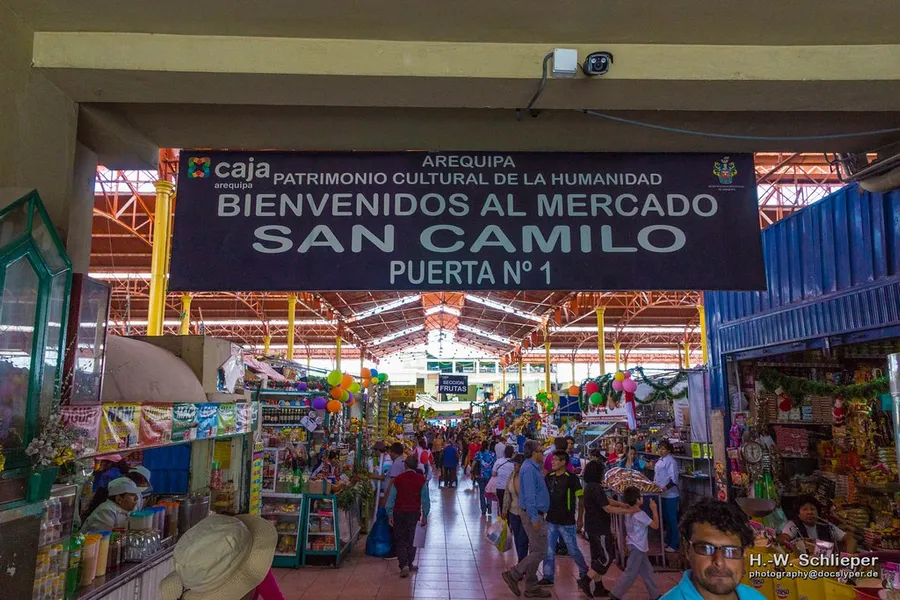 caja
arequipa
AREQUIPA
PATRIMONIO CULTURAL DE LA HUMANIDAD
BIENVENIDOS AL MERCADO
SAN CAMILO
PUERTA Nº 1
SECCION
FRUTAS
H.-W. Schlieper
photography@docslyper.de